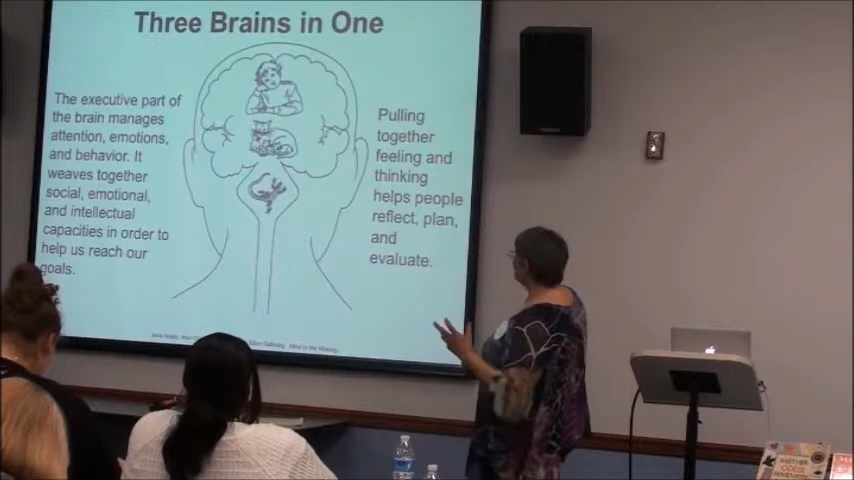 Three Brains in One
The executive part of
the brain manages
attention, emotions,
and behavior. It
weaves together
social, emotional,
and intellectual
capacities in order to
help us reach our
goals.
Pulling
together
feeling and
thinking
helps people
reflect, plan,
and
evaluate.
Mind in the Making